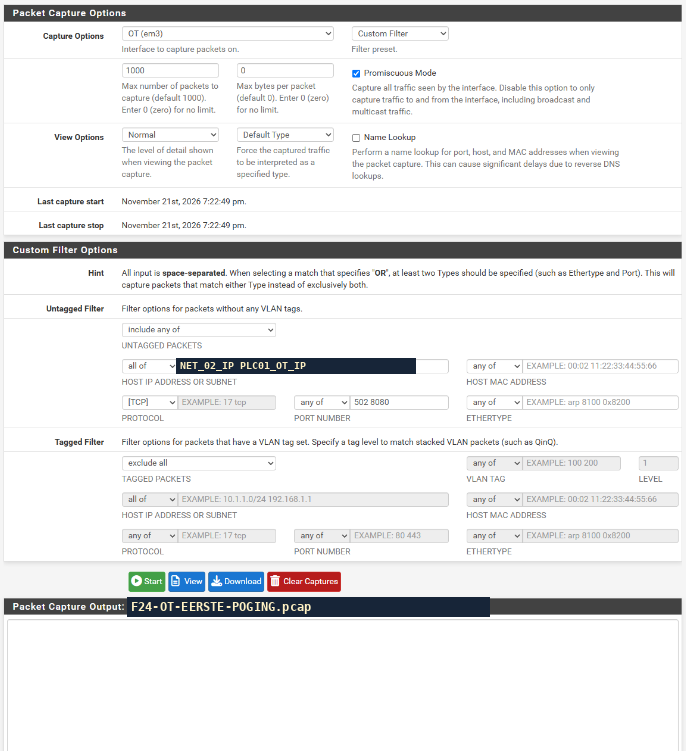 Packet Capture Options
Capture Options
OT (em3)
Custom Filter
Interface to capture packets on.
Filter preset.
1000
0
Promiscuous Mode
Max number of packets to
capture (default 1000).
Enter 0 (zero) for no limit.
Max bytes per packet
(default 0). Enter 0 (zero)
for no limit.
Capture all traffic seen by the interface. Disable this option to only
capture traffic to and from the interface, including broadcast and
multicast traffic.
View Options
Normal
Default Type
Name Lookup
The level of detail shown
when viewing the packet
capture.
Force the captured traffic
to be interpreted as a
specified type.
Perform a name lookup for port, host, and MAC addresses when viewing
the packet capture. This can cause significant delays due to reverse DNS
lookups.
Last capture start
November 21st, 2026 7:22:49 pm.
Last capture stop
November 21st, 2026 7:22:49 pm.
Custom Filter Options
Hint
All input is space-separated. When selecting a match that specifies "OR", at least two Types should be specified (such as Ethertype and Port). This will
capture packets that match either Type instead of exclusively both.
Untagged Filter
Filter options for packets without any VLAN tags.
include any of
UNTAGGED PACKETS
all of
NET_02_IP PLC01_OT_IP
any of
EXAMPLE: 00:02 11:22:33:44:55:66
HOST IP ADDRESS OR SUBNET
HOST MAC ADDRESS
[TCP]
EXAMPLE: 17 tcp
any of
502 8080
any of
EXAMPLE: arp 8100 0x8200
PROTOCOL
PORT NUMBER
ETHERTYPE
Tagged Filter
Filter options for packets that have a VLAN tag set. Specify a tag level to match stacked VLAN packets (such as QinQ).
exclude all
any of
EXAMPLE: 100 200
1
TAGGED PACKETS
VLAN TAG
LEVEL
all of
EXAMPLE: 10.1.1.0/24 192.168.1.1
any of
EXAMPLE: 00:02 11:22:33:44:55:66
HOST IP ADDRESS OR SUBNET
HOST MAC ADDRESS
any of
EXAMPLE: 17 tcp
any of
EXAMPLE: 80 443
any of
EXAMPLE: arp 8100 0x8200
PROTOCOL
PORT NUMBER
ETHERTYPE
Start
View
Download
Clear Captures
Packet Capture Output: F24-OT-EERSTE-POGING.pcap